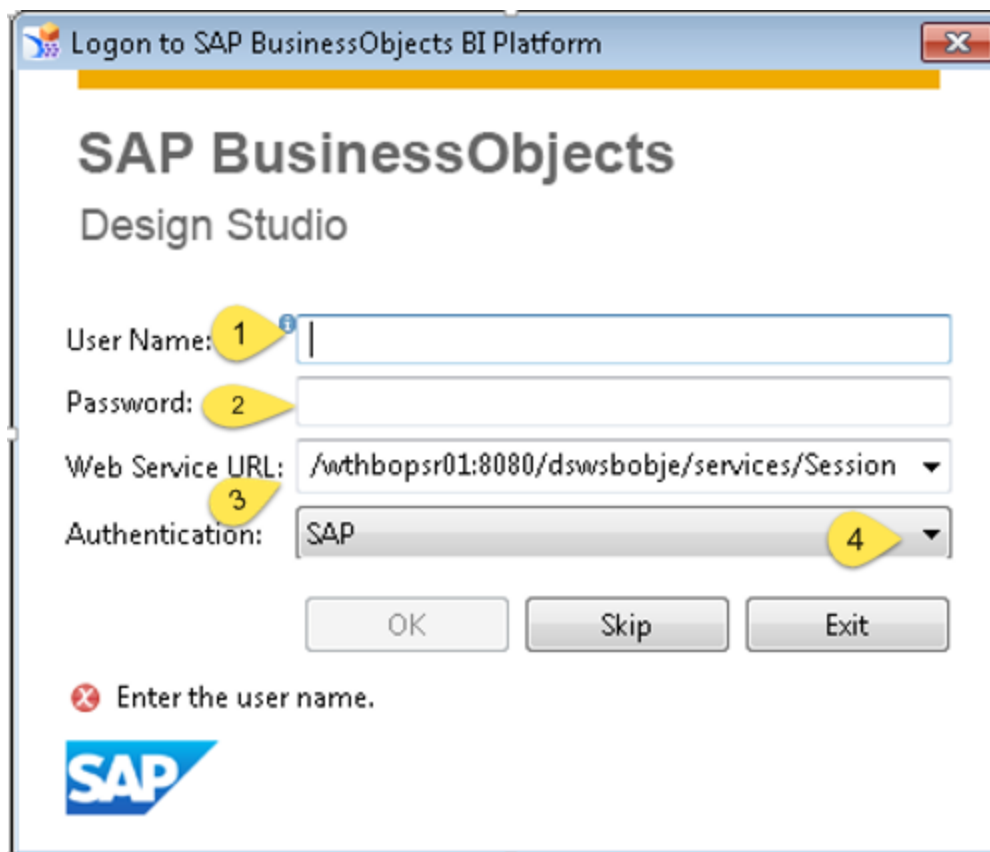 Logon to SAP BusinessObjects BI Platform
SAP BusinessObjects
Design Studio
User Name: 1
Password: 2
Web Service URL: /wthbopsr01:8080/dswsbobje/services/Session
3
Authentication: SAP 4
OK Skip Exit
Enter the user name.
SAP